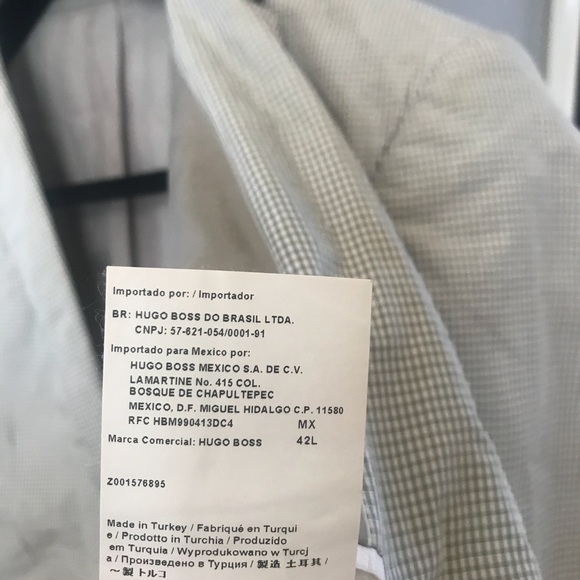 Importado por: / Importador
BR: HUGO BOSS DO BRASIL LTDA.
CNPJ: 57-621-054/0001-91
Importado para Mexico por:
HUGO BOSS MEXICO S.A. DE C.V.
LAMARTINE No. 415 COL.
BOSQUE DE CHAPULTEPEC
MEXICO, D.F. MIGUEL HIDALGO C.P. 11580
RFC HBM990413DC4 MX
Marca Comercial: HUGO BOSS 42L
Z001576895
Made in Turkey / Fabriqué en Turqui
e / Prodotto in Turchia / Produzido
em Turquia / Wyprodukowano w Turcj
a / Произведено в Турция / 製造 土耳其 /
～製 トルコ